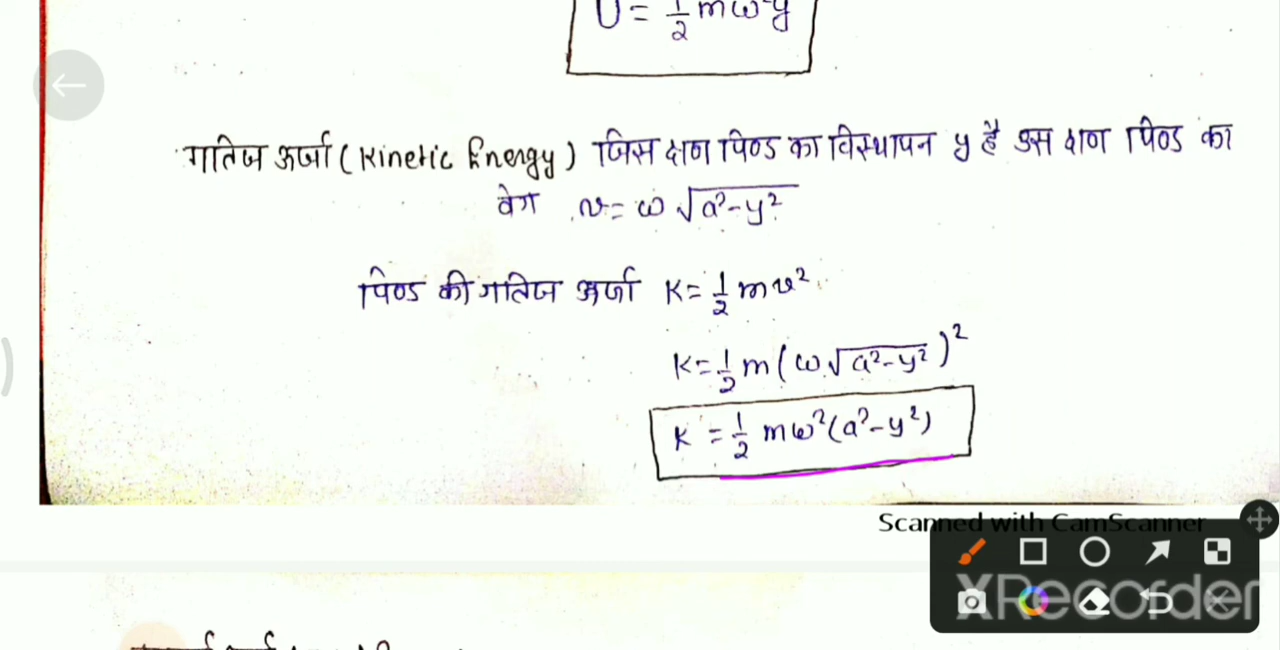 U = 1/2 mω²y
गतिज ऊर्जा ( Kinetic Energy ) जिस क्षण पिण्ड का विस्थापन y है उस क्षण पिण्ड का
वेग v = ω √a²-y²
पिण्ड की गतिज ऊर्जा K = 1/2 mv²
K = 1/2 m ( ω √a²-y² )²
K = 1/2 mω²(a²-y²)
Scanned with CamScanner
XRecorder